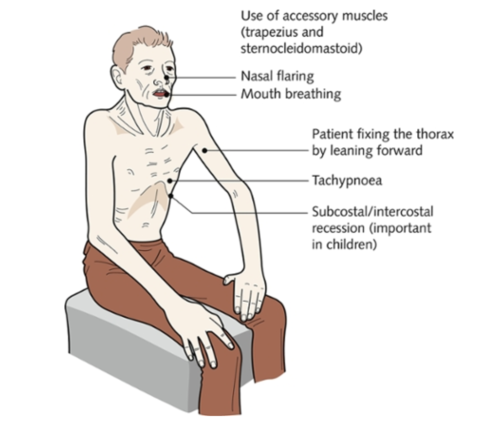 Use of accessory muscles
(trapezius and
sternocleidomastoid)
Nasal flaring
Mouth breathing
Patient fixing the thorax
by leaning forward
Tachypnoea
Subcostal/intercostal
recession (important
in children)